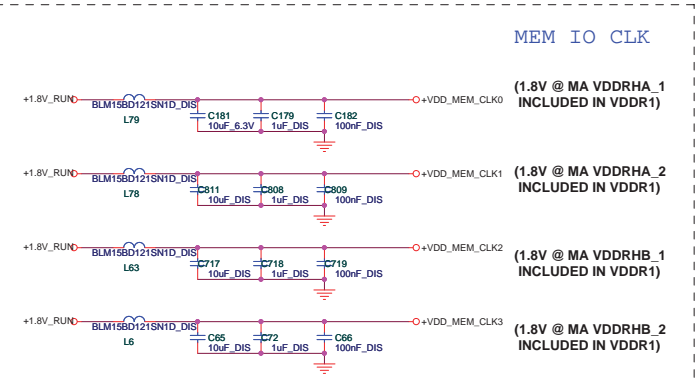 MEM IO CLK
+1.8V_RUN
BLM15BD121SN1D_DIS
L79
C181
10uF_6.3V
C179
1uF_DIS
C182
100nF_DIS
+VDD_MEM_CLK0
(1.8V @ MA VDDRHA_1
INCLUDED IN VDDR1)
+1.8V_RUN
BLM15BD121SN1D_DIS
L78
C811
10uF_DIS
C808
1uF_DIS
C809
100nF_DIS
+VDD_MEM_CLK1
(1.8V @ MA VDDRHA_2
INCLUDED IN VDDR1)
+1.8V_RUN
BLM15BD121SN1D_DIS
L63
C717
10uF_DIS
C718
1uF_DIS
C719
100nF_DIS
+VDD_MEM_CLK2
(1.8V @ MA VDDRHB_1
INCLUDED IN VDDR1)
+1.8V_RUN
BLM15BD121SN1D_DIS
L6
C65
10uF_DIS
C72
1uF_DIS
C66
100nF_DIS
+VDD_MEM_CLK3
(1.8V @ MA VDDRHB_2
INCLUDED IN VDDR1)